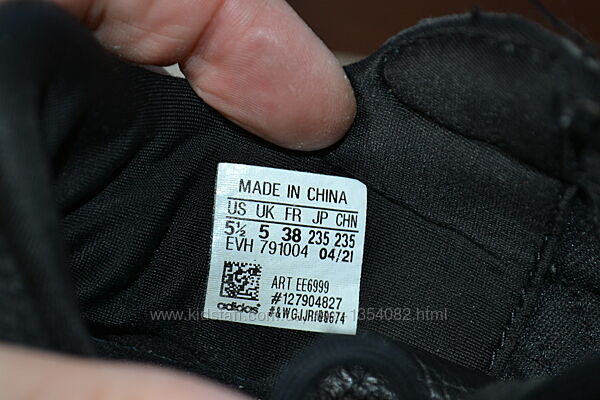 MADE IN CHINA
US UK FR JP CHN
5½ 5 38 235 235
EVH 791004 04/21
ART EE6999
#127904827
adidas